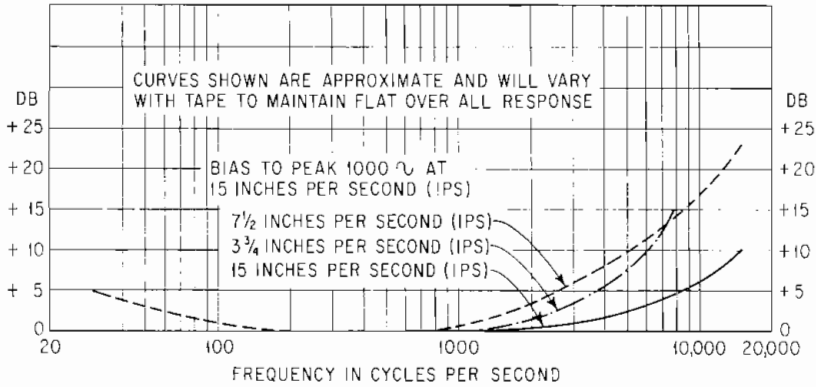 CURVES SHOWN ARE APPROXIMATE AND WILL VARY
WITH TAPE TO MAINTAIN FLAT OVER ALL RESPONSE
DB
DB
+25
+25
+20
+20
BIAS TO PEAK 1000 ∿ AT
15 INCHES PER SECOND (IPS)
+15
+15
7½ INCHES PER SECOND (IPS)
+10
3¾ INCHES PER SECOND (IPS)
+10
15 INCHES PER SECOND (IPS)
+5
+5
0
0
20
100
1000
10,000
20,000
FREQUENCY IN CYCLES PER SECOND